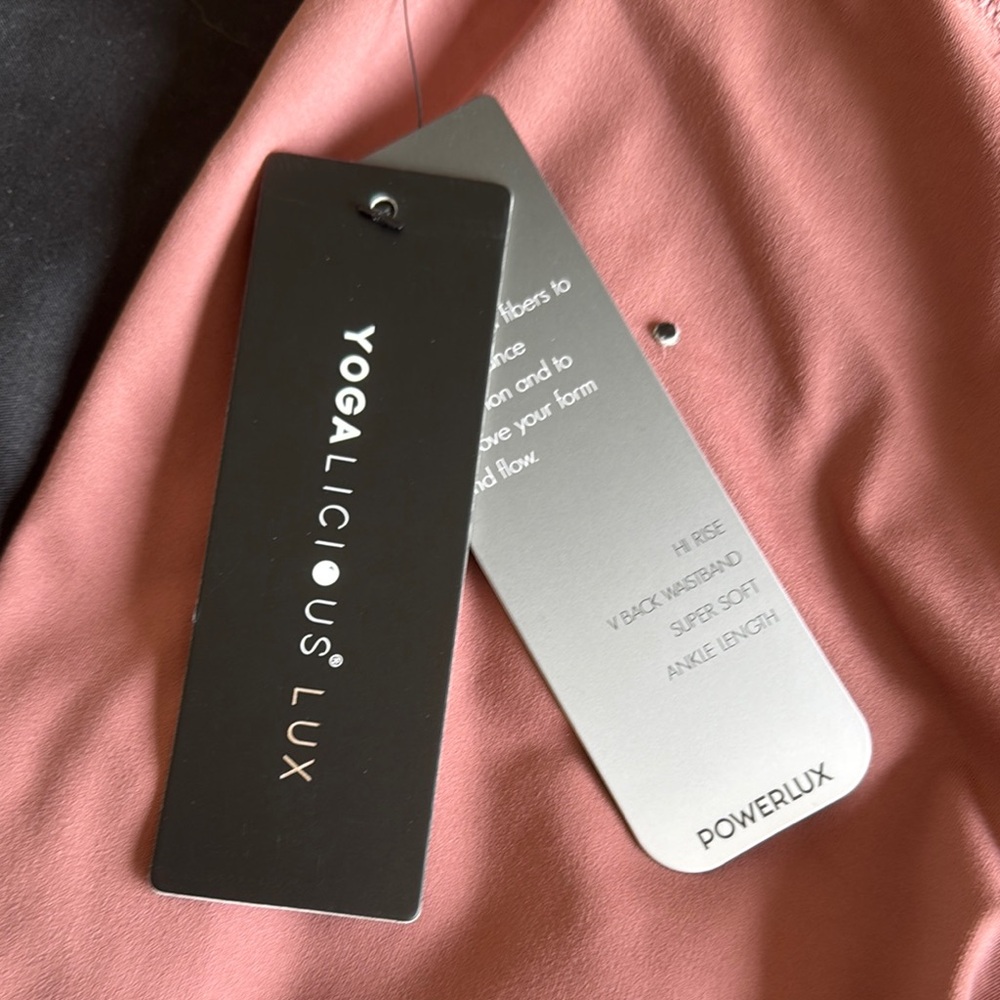 YOGALICIOUS® LUX
fibers to
and to
your form
flow.
HI RISE
V BACK WAISTBAND
SUPER SOFT
ANKLE LENGTH
POWERLUX